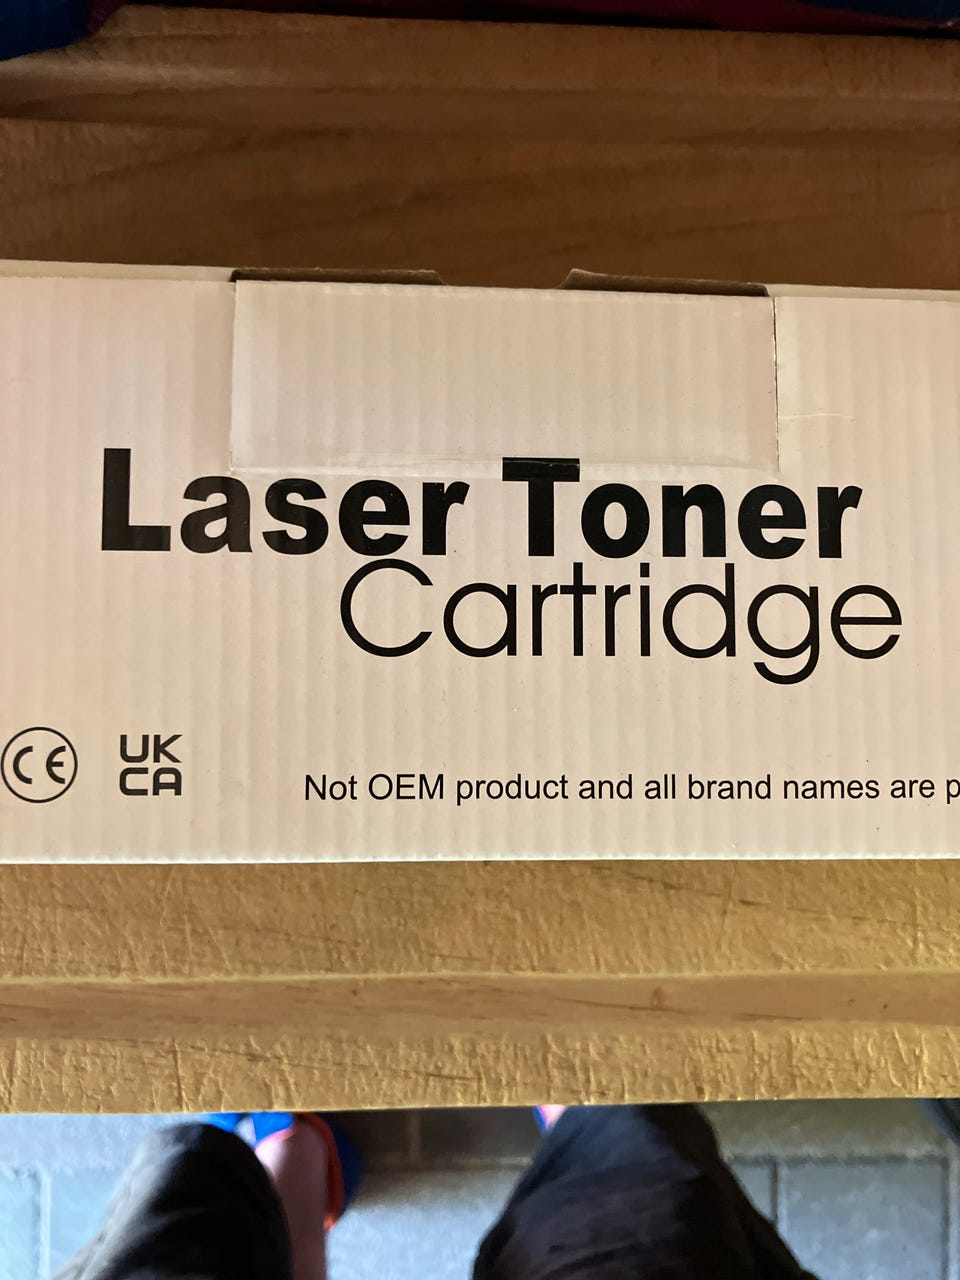 Laser Toner
Cartridge
CE
UK
CA
Not OEM product and all brand names are